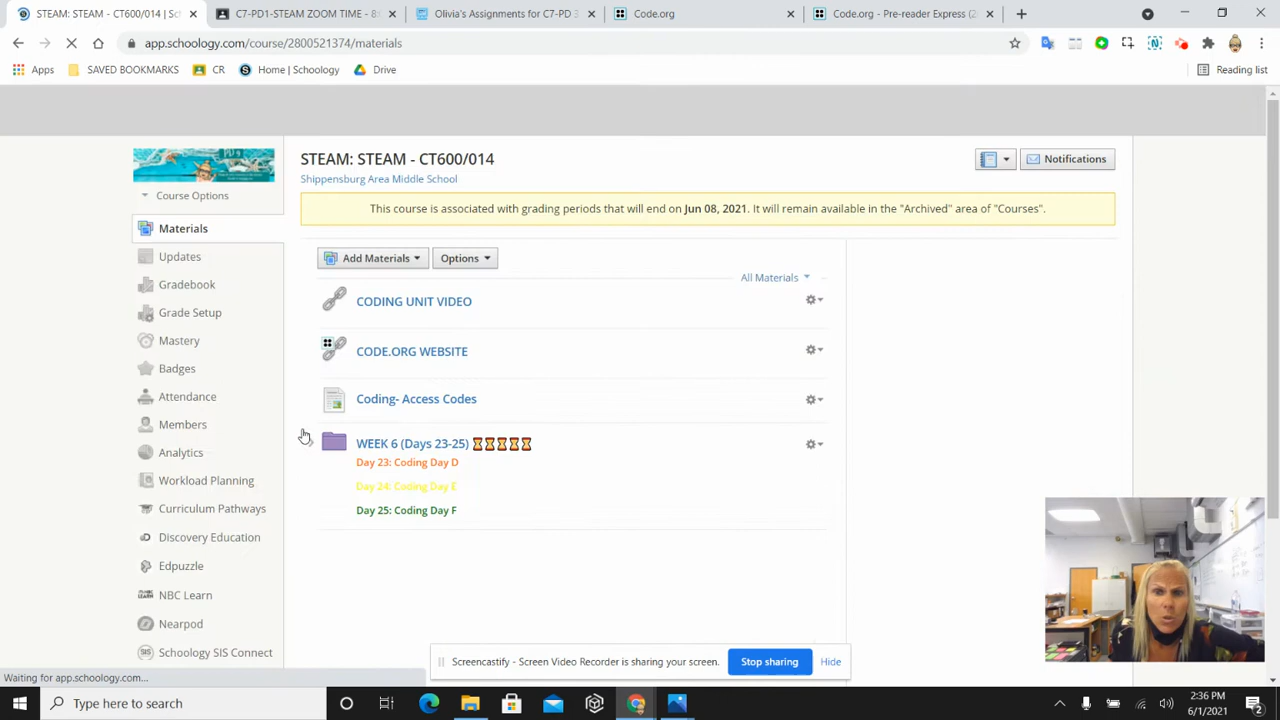 STEAM: STEAM - CT600/014 | Sc
C7-PD1-STEAM ZOOM TIME - 8:
Olivia's Assignments for C7-PD 3
Code.org
Code.org - Pre-reader Express (2
app.schoology.com/course/2800521374/materials
Apps
SAVED BOOKMARKS
CR
Home | Schoology
Drive
Reading list
STEAM: STEAM - CT600/014
Notifications
Shippensburg Area Middle School
Course Options
This course is associated with grading periods that will end on Jun 08, 2021. It will remain available in the "Archived" area of "Courses".
Materials
Updates
Gradebook
Grade Setup
Mastery
Badges
Attendance
Members
Analytics
Workload Planning
Curriculum Pathways
Discovery Education
Edpuzzle
NBC Learn
Nearpod
Schoology SIS Connect
Add Materials
Options
All Materials
CODING UNIT VIDEO
CODE.ORG WEBSITE
Coding- Access Codes
WEEK 6 (Days 23-25)
Day 23: Coding Day D
Day 24: Coding Day E
Day 25: Coding Day F
Screencastify - Screen Video Recorder is sharing your screen.
Stop sharing
Hide
Waiting for app.schoology.com...
Type here to search
2:36 PM
6/1/2021
2